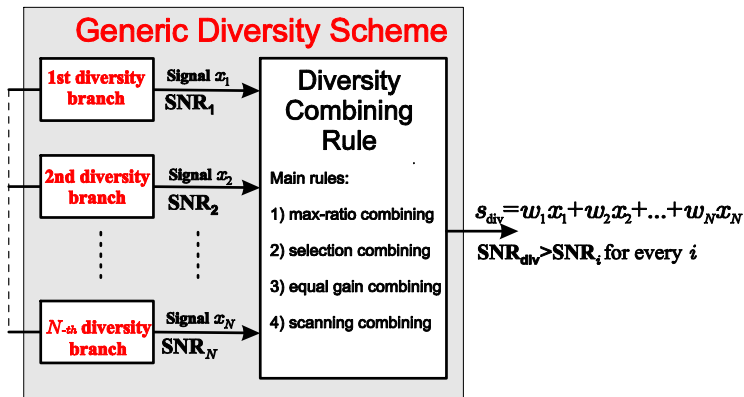 Generic Diversity Scheme
1st diversity
branch
Signal x1
SNR1
2nd diversity
branch
Signal x2
SNR2
N-th diversity
branch
Signal xN
SNRN
Diversity
Combining
Rule
Main rules:
1) max-ratio combining
2) selection combining
3) equal gain combining
4) scanning combining
sdiv=w1x1+w2x2+...+wNxN
SNRdiv>SNRi for every i